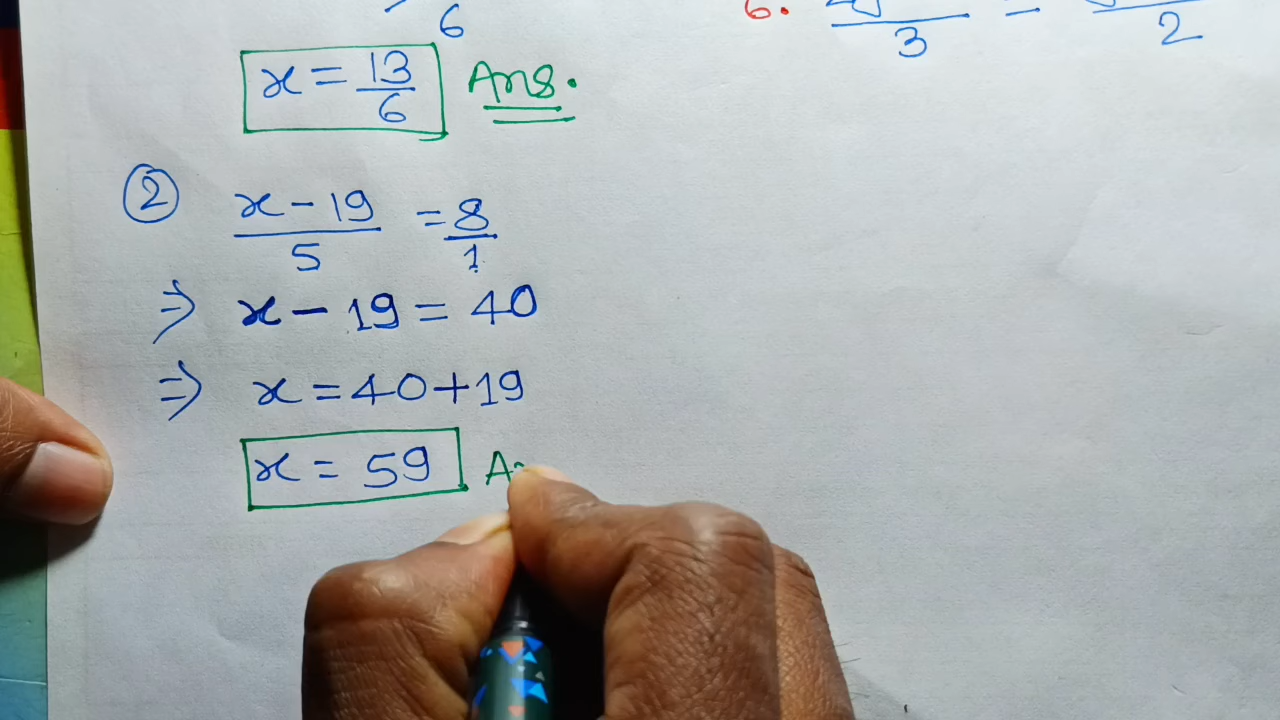 6
x = 13/6 Ans.
② (x - 19)/5 = 8/1
⇒ x - 19 = 40
⇒ x = 40 + 19
x = 59 A
6. /3 = /2